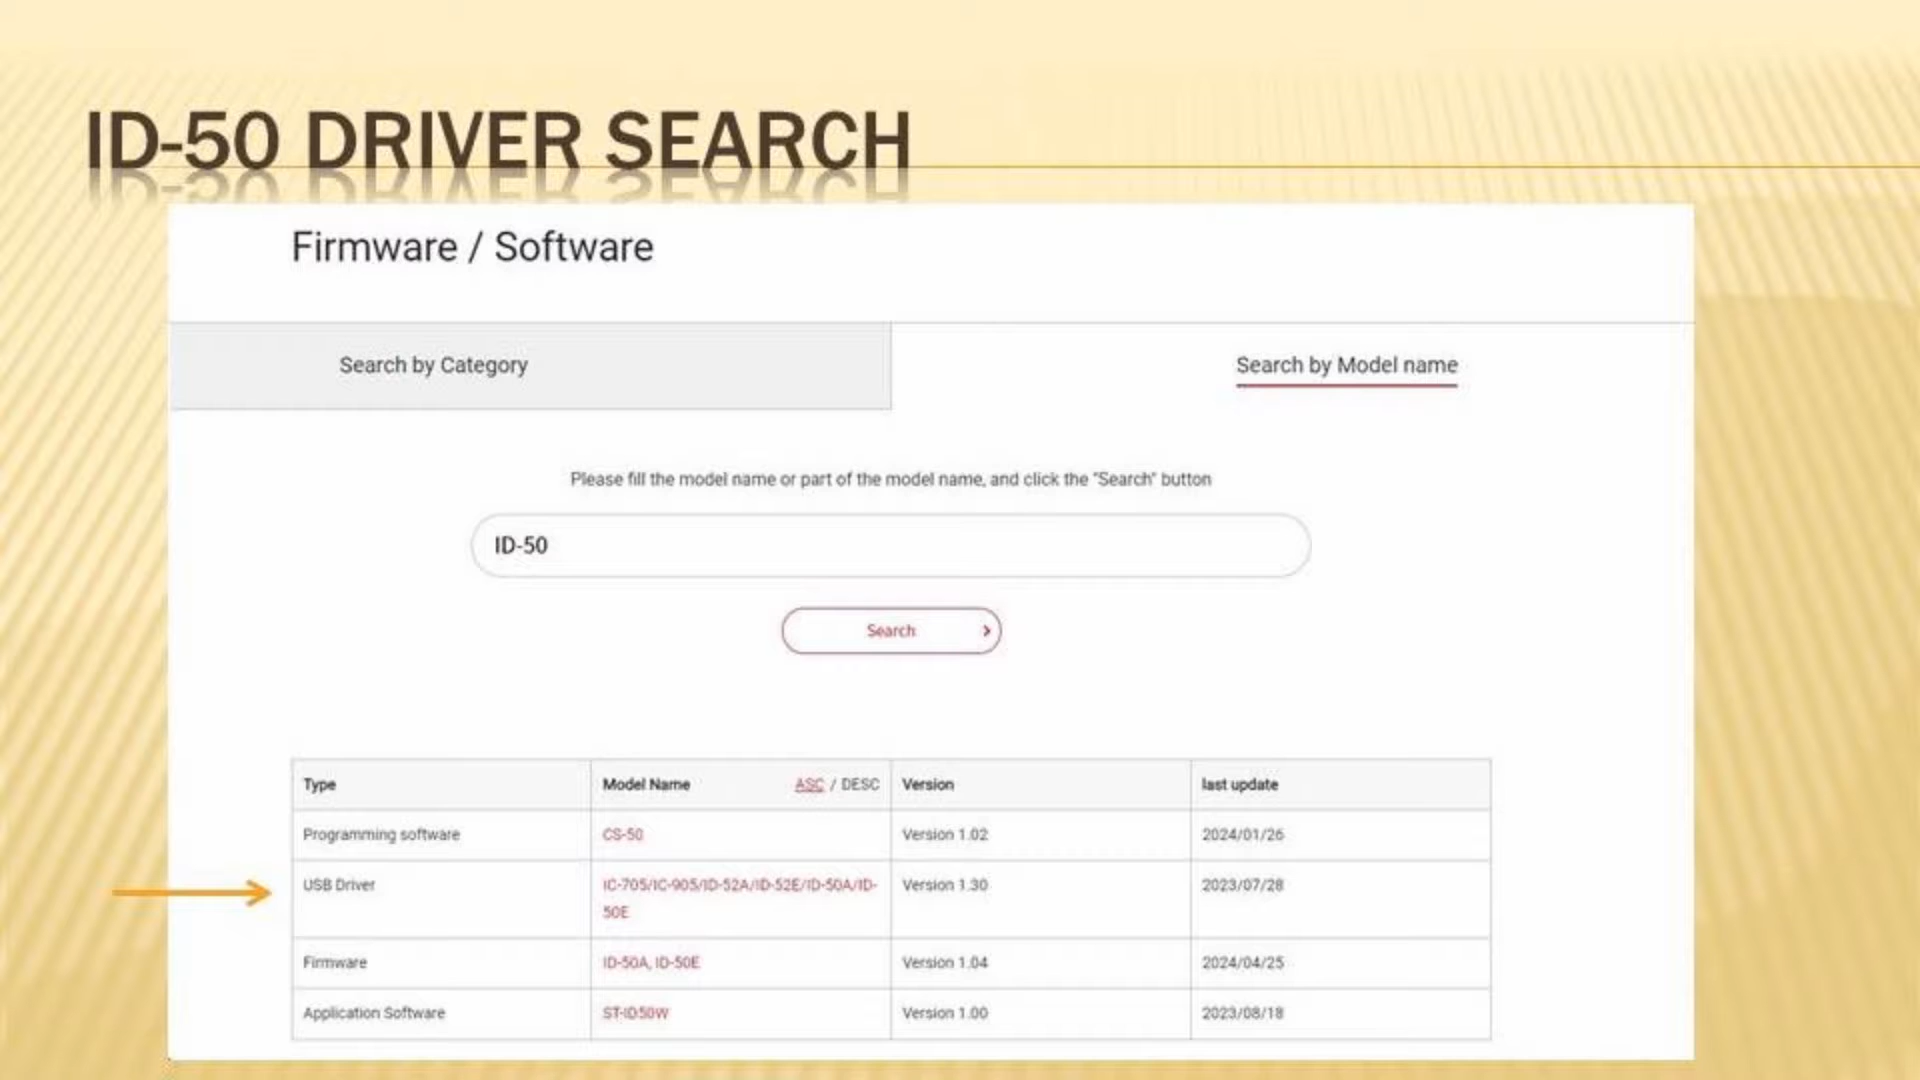 ID-50 DRIVER SEARCH
Firmware / Software
Search by Category
Search by Model name
Please fill the model name or part of the model name, and click the "Search" button
ID-50
Search
Type Model Name ASC / DESC Version last update
Programming software CS-50 Version 1.02 2024/01/26
USB Driver IC-705/IC-905/ID-52A/ID-52E/ID-50A/ID- Version 1.30 2023/07/28
50E
Firmware ID-50A, ID-50E Version 1.04 2024/04/25
Application Software ST-ID50W Version 1.00 2023/08/18